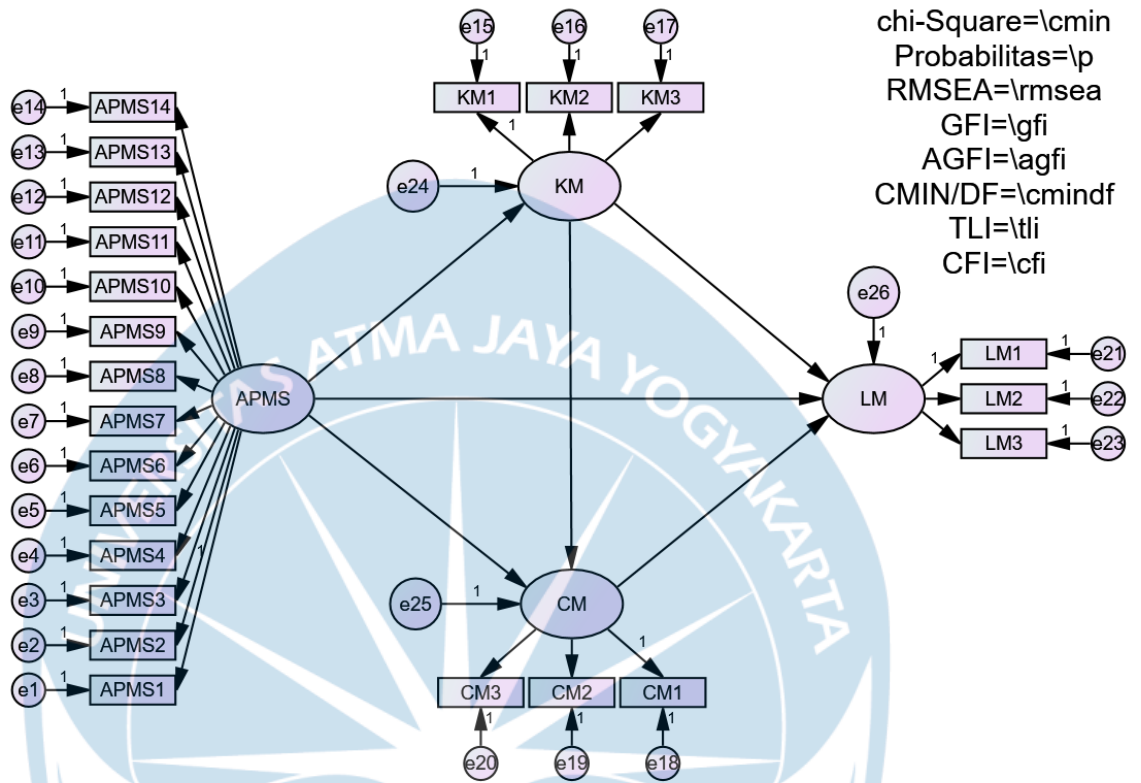 chi-Square=\cmin
Probabilitas=\p
RMSEA=\rmsea
GFI=\gfi
AGFI=\agfi
CMIN/DF=\cmindf
TLI=\tli
CFI=\cfi
e15 e16 e17
1 1 1
KM1 KM2 KM3
1
KM
e24 1
e14 1 APMS14
e13 1 APMS13
e12 1 APMS12
e11 1 APMS11
e10 1 APMS10
e9 1 APMS9
e8 1 APMS8
e7 1 APMS7
e6 1 APMS6
e5 1 APMS5
e4 1 APMS4
1
e3 1 APMS3
e2 1 APMS2
e1 1 APMS1
APMS
UNIVERSITAS ATMA JAYA YOGYAKARTA
e26
1
LM
1 LM1 1 e21
LM2 1 e22
LM3 1 e23
e25 1 CM
1
CM3 CM2 CM1
1 1 1
e20 e19 e18